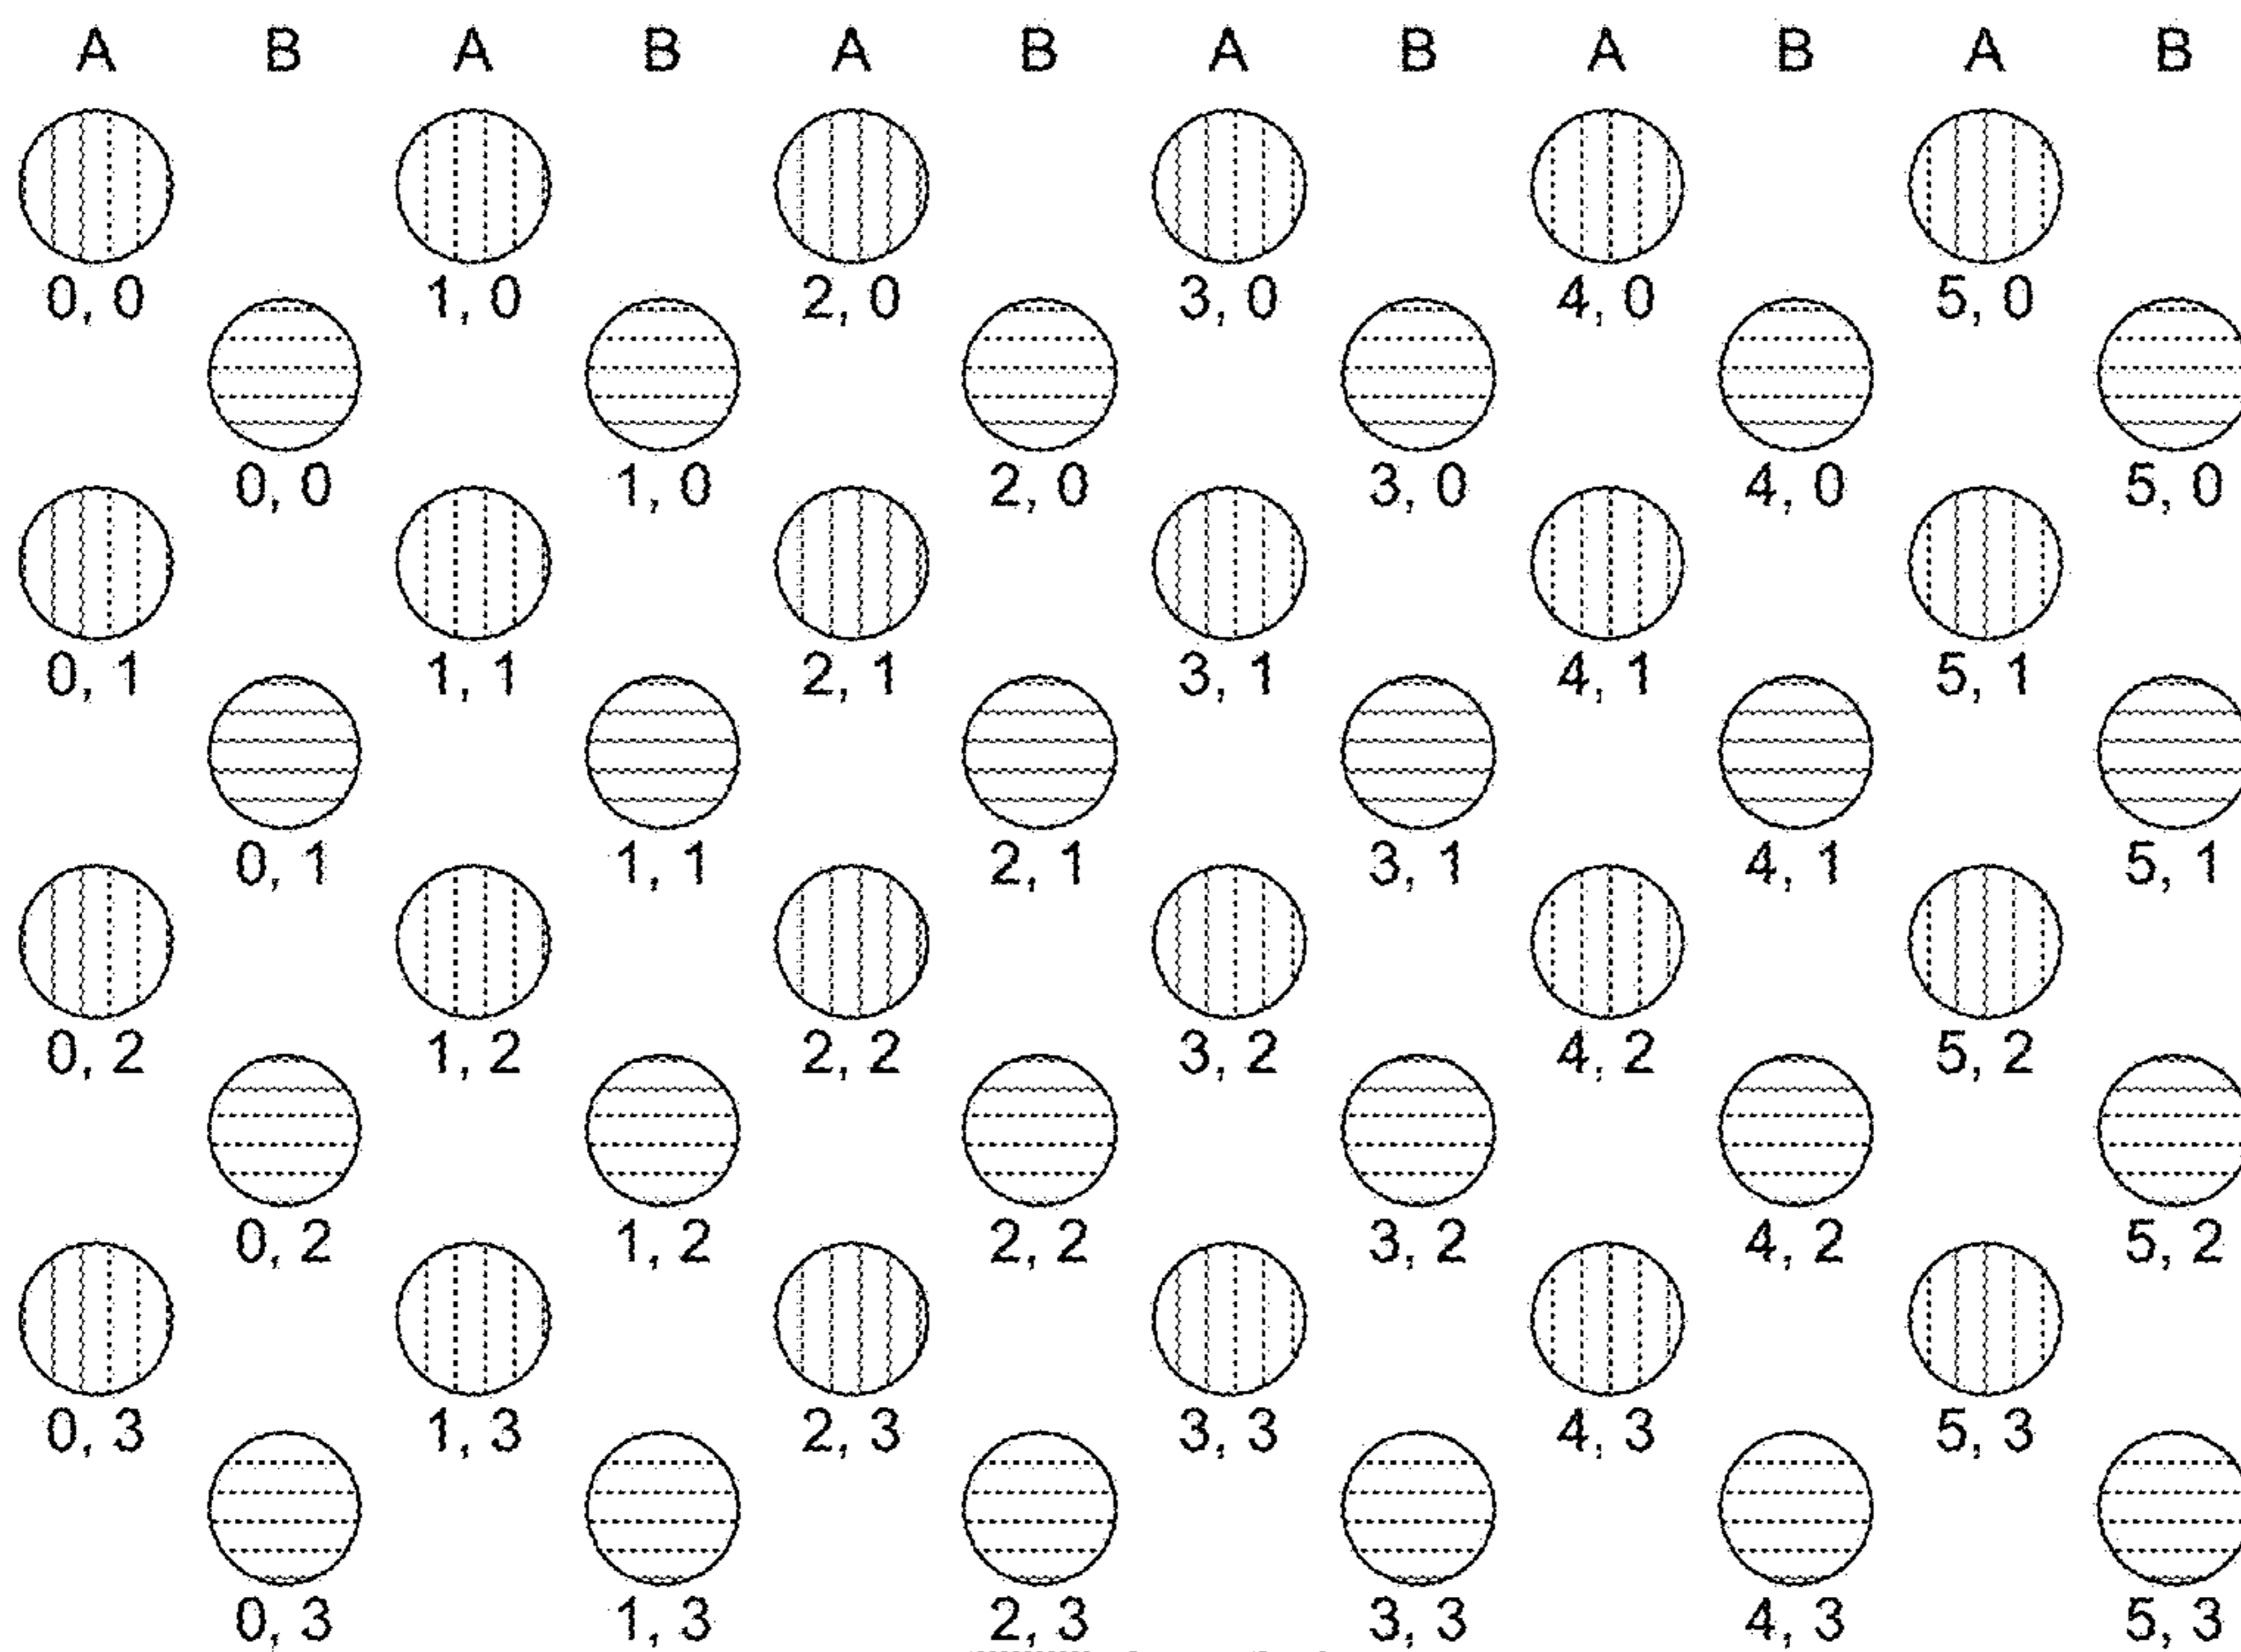 A B A B A B A B A B A B
0, 0 1, 0 2, 0 3, 0 4, 0 5, 0
0, 0 1, 0 2, 0 3, 0 4, 0 5, 0
0, 1 1, 1 2, 1 3, 1 4, 1 5, 1
0, 1 1, 1 2, 1 3, 1 4, 1 5, 1
0, 2 1, 2 2, 2 3, 2 4, 2 5, 2
0, 2 1, 2 2, 2 3, 2 4, 2 5, 2
0, 3 1, 3 2, 3 3, 3 4, 3 5, 3
0, 3 1, 3 2, 3 3, 3 4, 3 5, 3